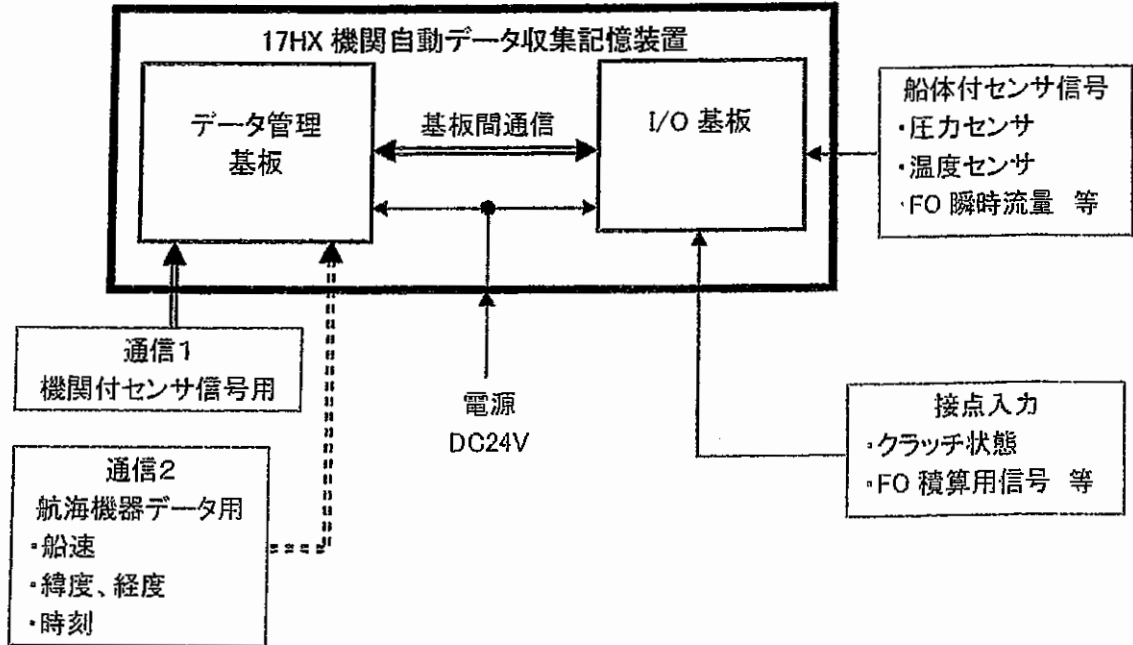 17HX 機関自動データ収集記憶装置
データ管理
基板
基板間通信
I/O 基板
船体付センサ信号
・圧力センサ
・温度センサ
・FO 瞬時流量 等
通信1
機関付センサ信号用
電源
DC24V
接点入力
・クラッチ状態
・FO 積算用信号 等
通信2
航海機器データ用
・船速
・緯度、経度
・時刻